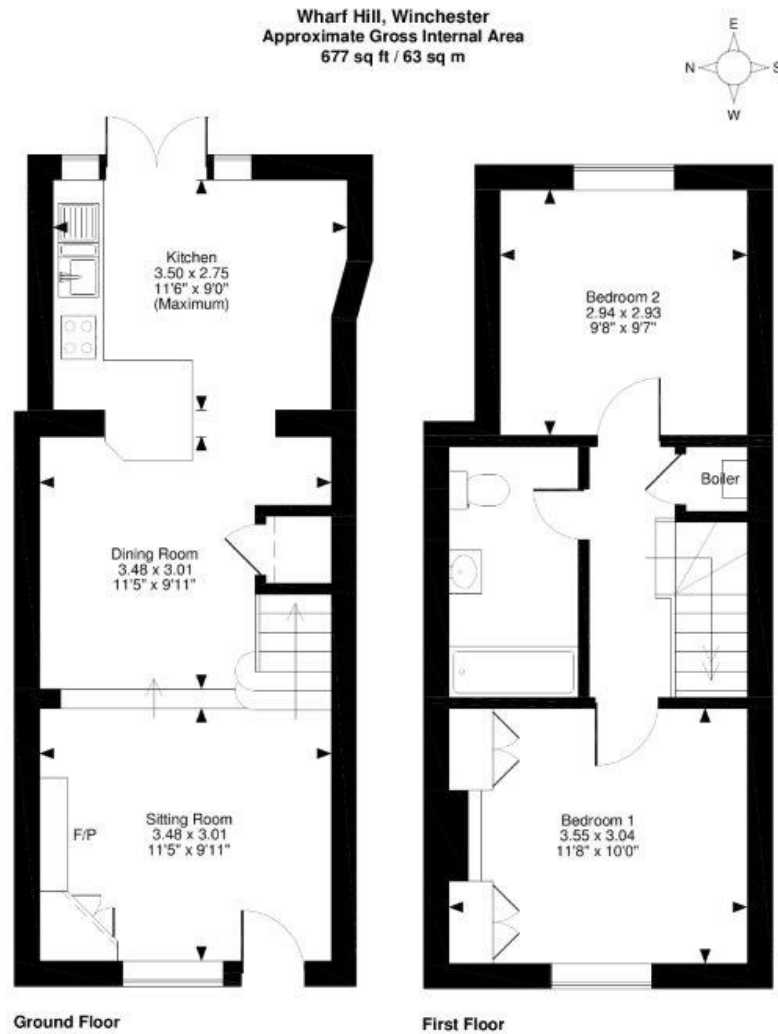 Wharf Hill, Winchester
Approximate Gross Internal Area
677 sq ft / 63 sq m
E
N
S
W
Kitchen
3.50 x 2.75
11'6" x 9'0"
(Maximum)
Bedroom 2
2.94 x 2.93
9'8" x 9'7"
Boiler
Dining Room
3.48 x 3.01
11'5" x 9'11"
Sitting Room
3.48 x 3.01
11'5" x 9'11"
F/P
Bedroom 1
3.55 x 3.04
11'8" x 10'0"
Ground Floor
First Floor